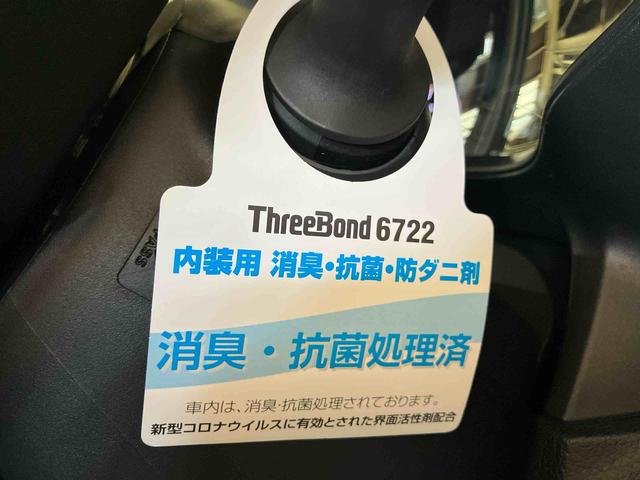 ThreeBond 6722
内装用 消臭・抗菌・防ダニ剤
消臭・抗菌処理済
車内は、消臭・抗菌処理されております。
新型コロナウイルスに有効とされた界面活性剤配合